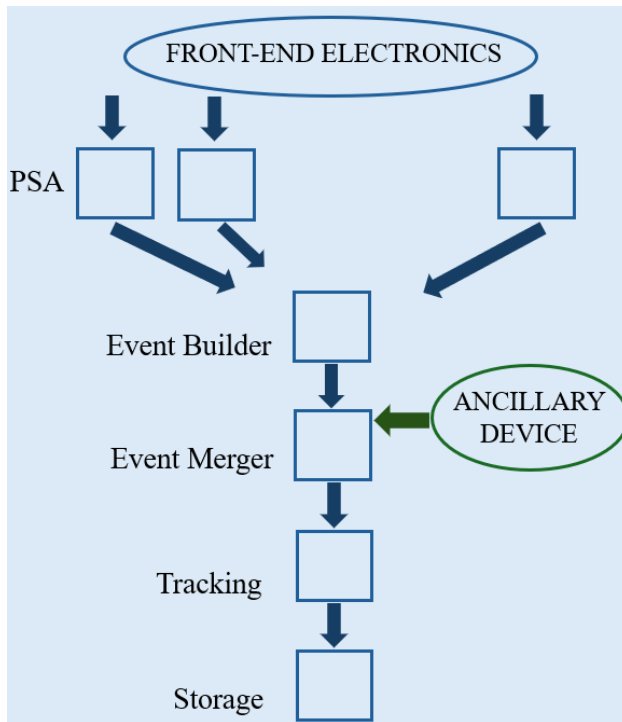 FRONT-END ELECTRONICS
PSA
Event Builder
ANCILLARY
DEVICE
Event Merger
Tracking
Storage